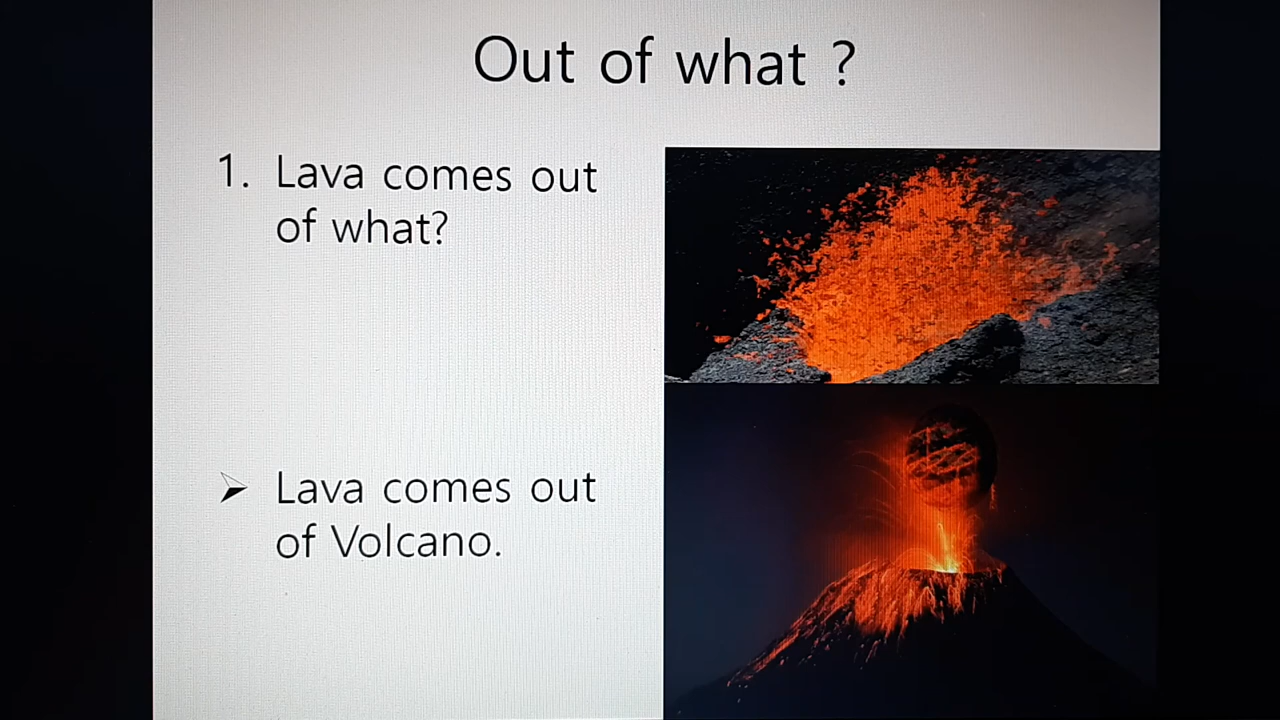 Out of what ?
1. Lava comes out
of what?
➢ Lava comes out
of Volcano.